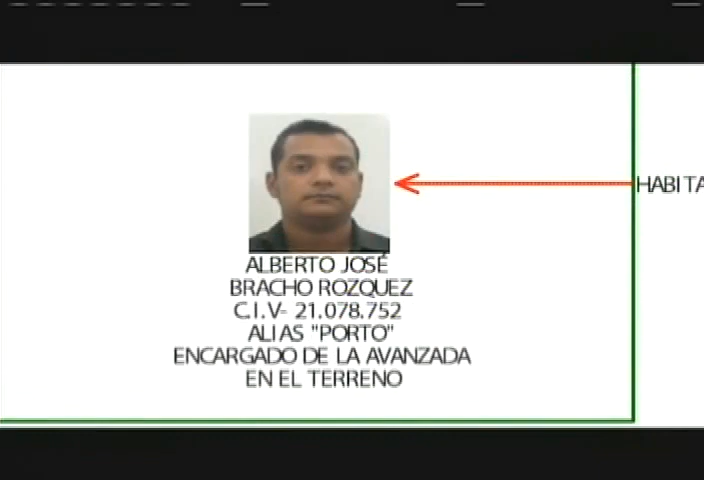 ALBERTO JOSÉ
BRACHO ROZQUEZ
C.I.V- 21.078.752
ALIAS "PORTO"
ENCARGADO DE LA AVANZADA
EN EL TERRENO
HABITA